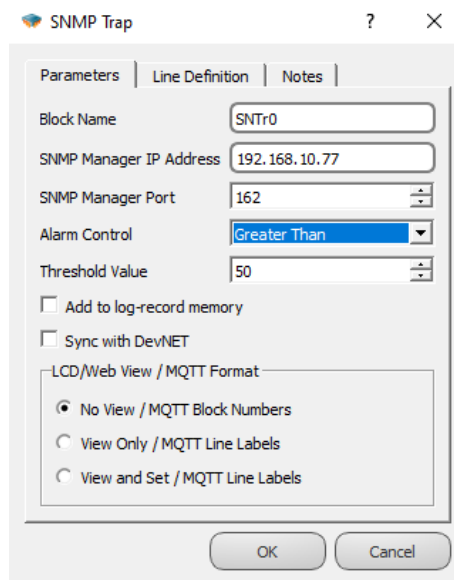 SNMP Trap ?
Parameters Line Definition Notes
Block Name SNTr0
SNMP Manager IP Address 192.168.10.77
SNMP Manager Port 162
Alarm Control Greater Than
Threshold Value 50
Add to log-record memory
Sync with DevNET
LCD/Web View / MQTT Format
No View / MQTT Block Numbers
View Only / MQTT Line Labels
View and Set / MQTT Line Labels
OK Cancel